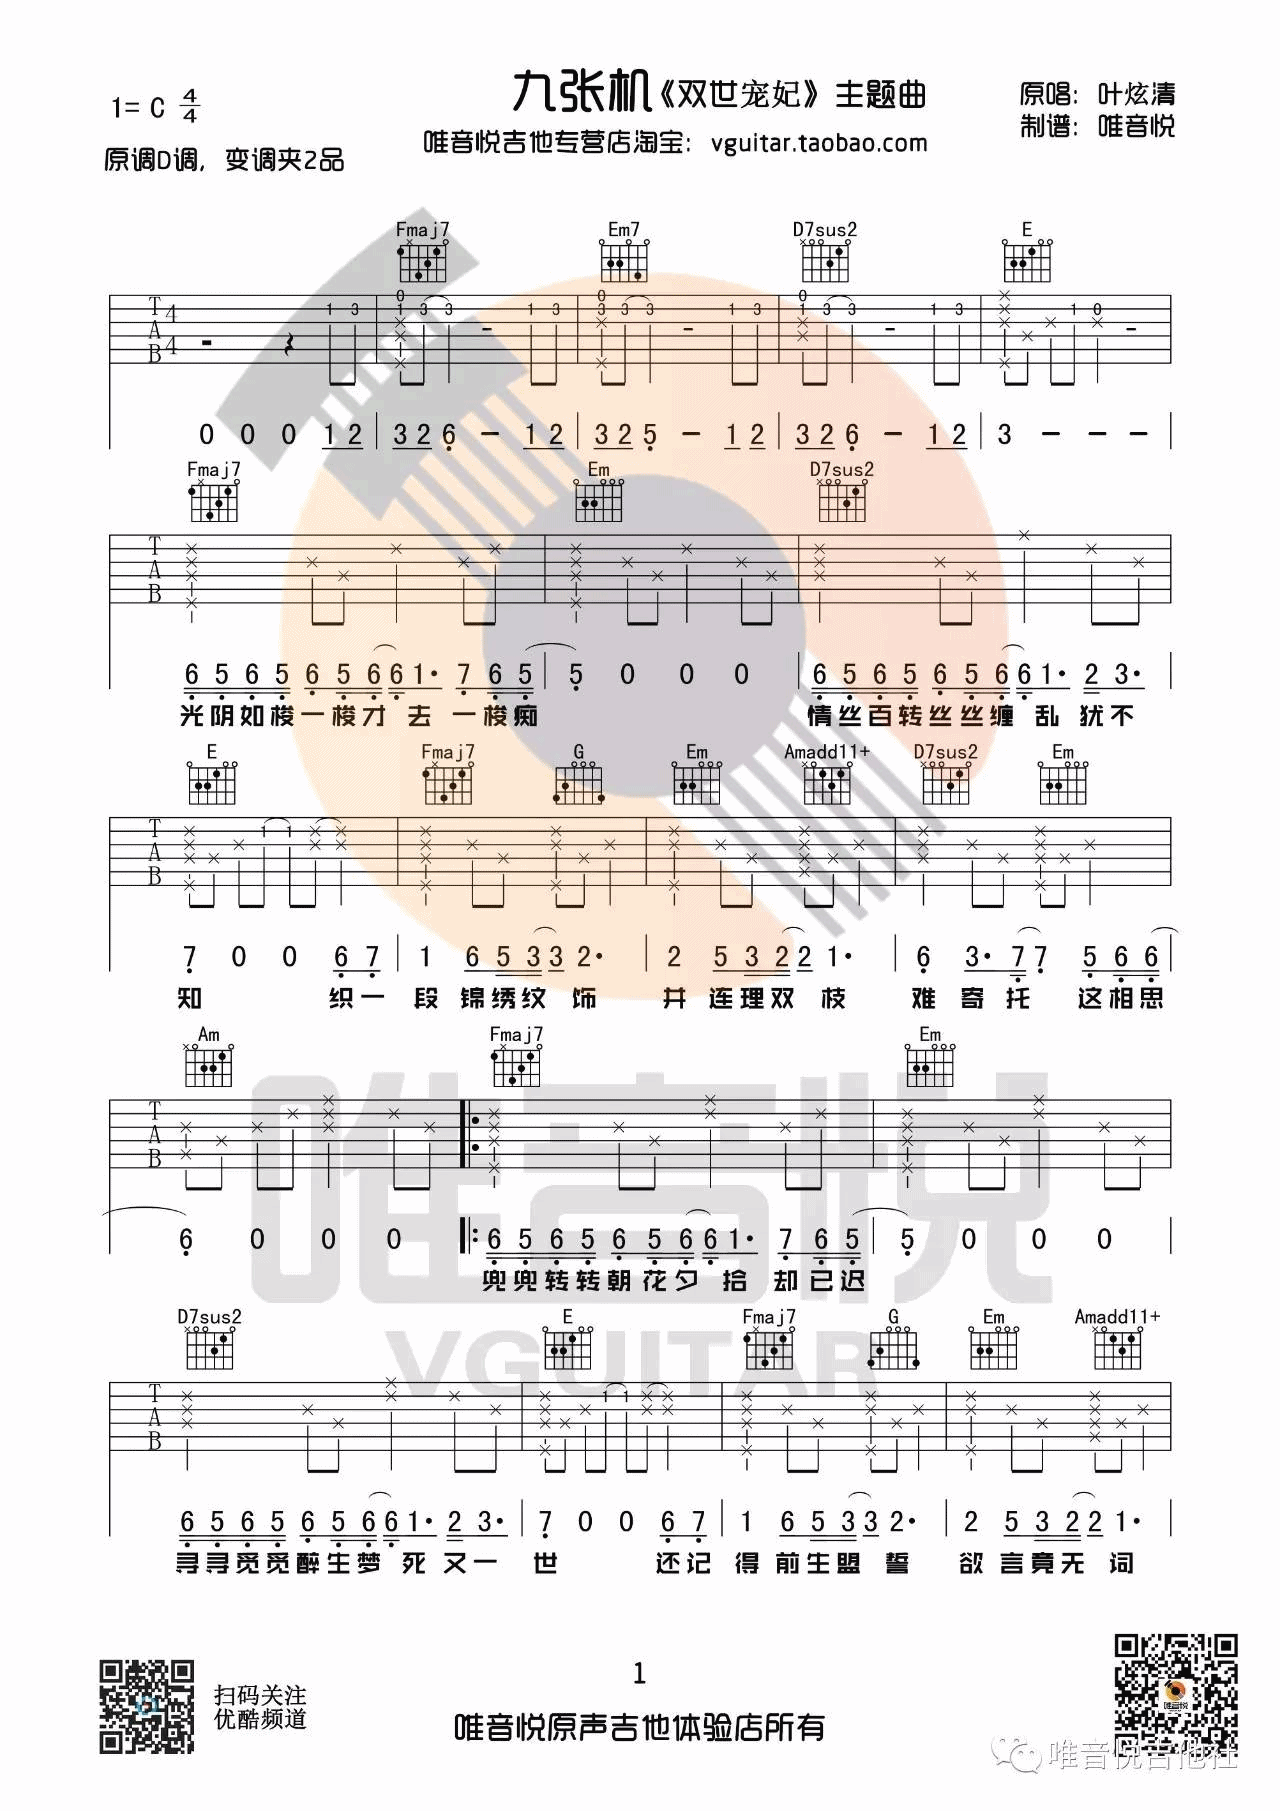 九张机《双世宠妃》主题曲
1= C 4/4
原唱：叶炫清
唯音悦吉他专营店淘宝：vguitar.taobao.com
制谱：唯音悦
原调D调，变调夹2品
Fmaj7 Em7 D7sus2 E
T A B 4 4
0 0 0 1 2 | 3 2 6 - 1 2 | 3 2 5 - 1 2 | 3 2 6 - 1 2 | 3 - - - |
Fmaj7 Em D7sus2
T A B
6 5 6 5 6 5 6 6 1· 7 6 5 | 5 0 0 0 | 6 5 6 5 6 5 6 6 1· 2 3· |
光阴如梭一梭才 去 一梭痴 情丝百转丝丝缠 乱 犹不
E Fmaj7 G Em Amadd11+ D7sus2 Em
T A B
7 0 0 6 7 | 1 6 5 3 3 2· | 2 5 3 2 2 1· | 6 3· 7 7 5 6 6 |
知 织一 段 锦绣纹 饰 并 连理双 枝 难 寄托 这相思
Am Fmaj7 Em
T A B
6 0 0 0 |: 6 5 6 5 6 5 6 6 1· 7 6 5 | 5 0 0 0 |
兜兜转转朝花夕 拾 却已迟
D7sus2 E Fmaj7 G Em Amadd11+
T A B
6 5 6 5 6 5 6 6 1· 2 3· | 7 0 0 6 7 | 1 6 5 3 3 2· | 2 5 3 2 2 1· |
寻寻觅觅醉生梦 死 又一 世 还记 得 前生盟 誓 欲 言竟无 词
唯音悦
VGUITAR
扫码关注
优酷频道
1
唯音悦原声吉他体验店所有
唯音悦
唯音悦吉他社